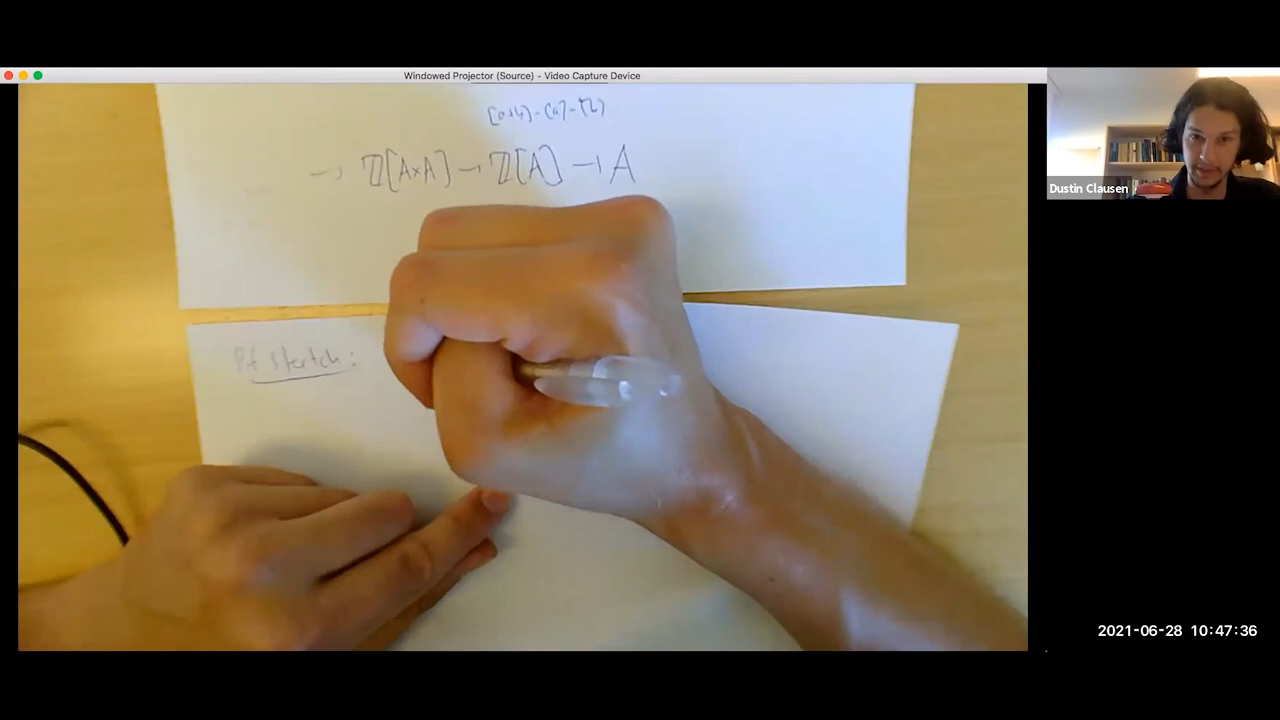 Windowed Projector (Source) - Video Capture Device
[a+b]-[a]-[b]
→ ℤ[A×A] → ℤ[A] → A
Pf sketch:
Dustin Clausen
2021-06-28 10:47:36